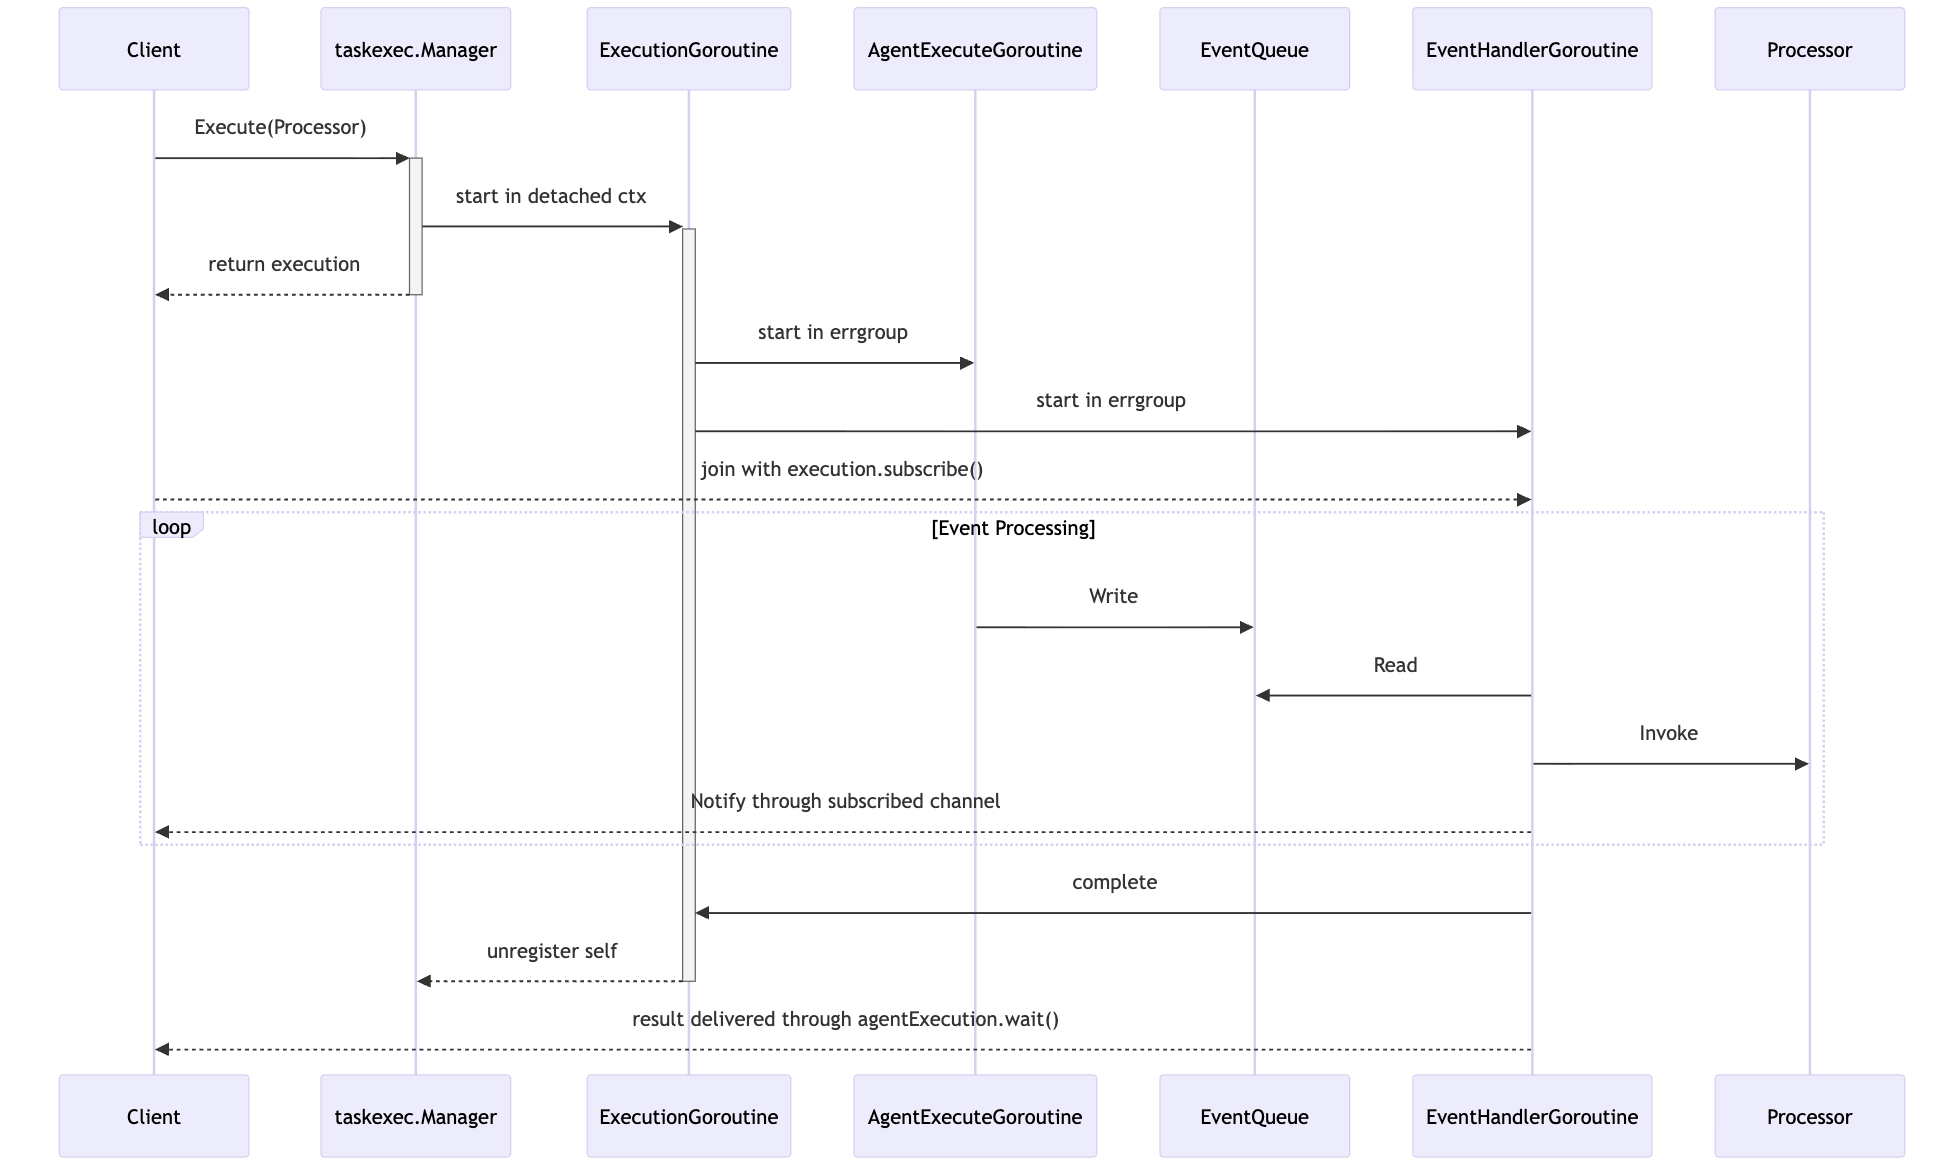 Client
taskexec.Manager
ExecutionGoroutine
AgentExecuteGoroutine
EventQueue
EventHandlerGoroutine
Processor
Execute(Processor)
start in detached ctx
return execution
start in errgroup
start in errgroup
join with execution.subscribe()
loop
[Event Processing]
Write
Read
Invoke
Notify through subscribed channel
complete
unregister self
result delivered through agentExecution.wait()
Client
taskexec.Manager
ExecutionGoroutine
AgentExecuteGoroutine
EventQueue
EventHandlerGoroutine
Processor